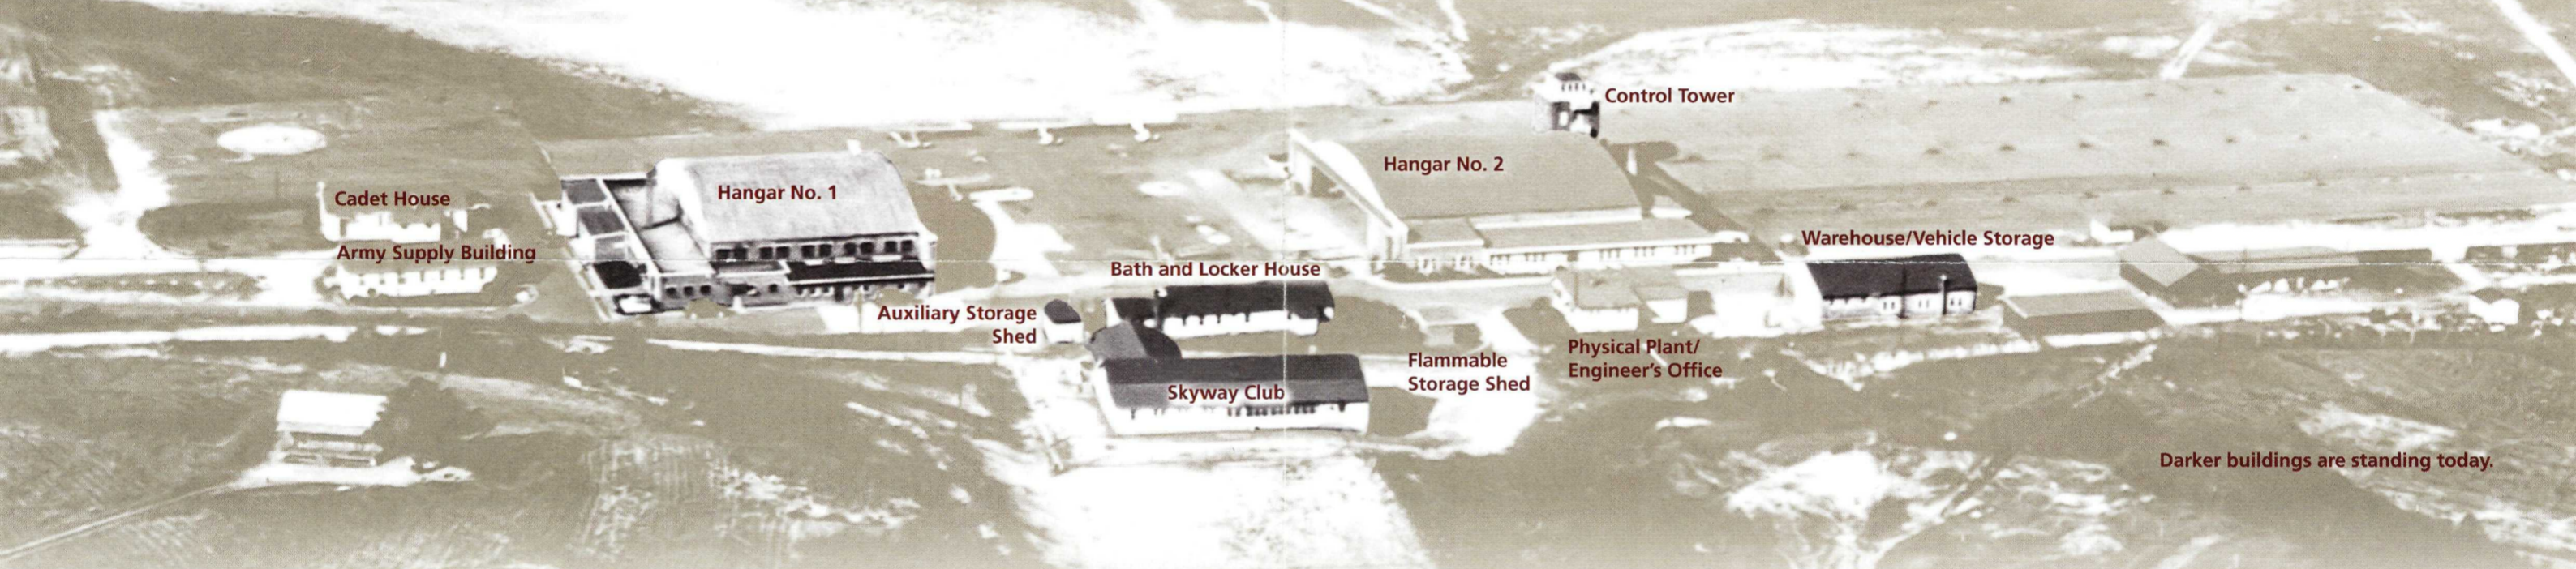 Control Tower
Hangar No. 2
Hangar No. 1
Cadet House
Army Supply Building
Warehouse/Vehicle Storage
Bath and Locker House
Auxiliary Storage
Shed
Physical Plant/
Engineer's Office
Flammable
Storage Shed
Skyway Club
Darker buildings are standing today.